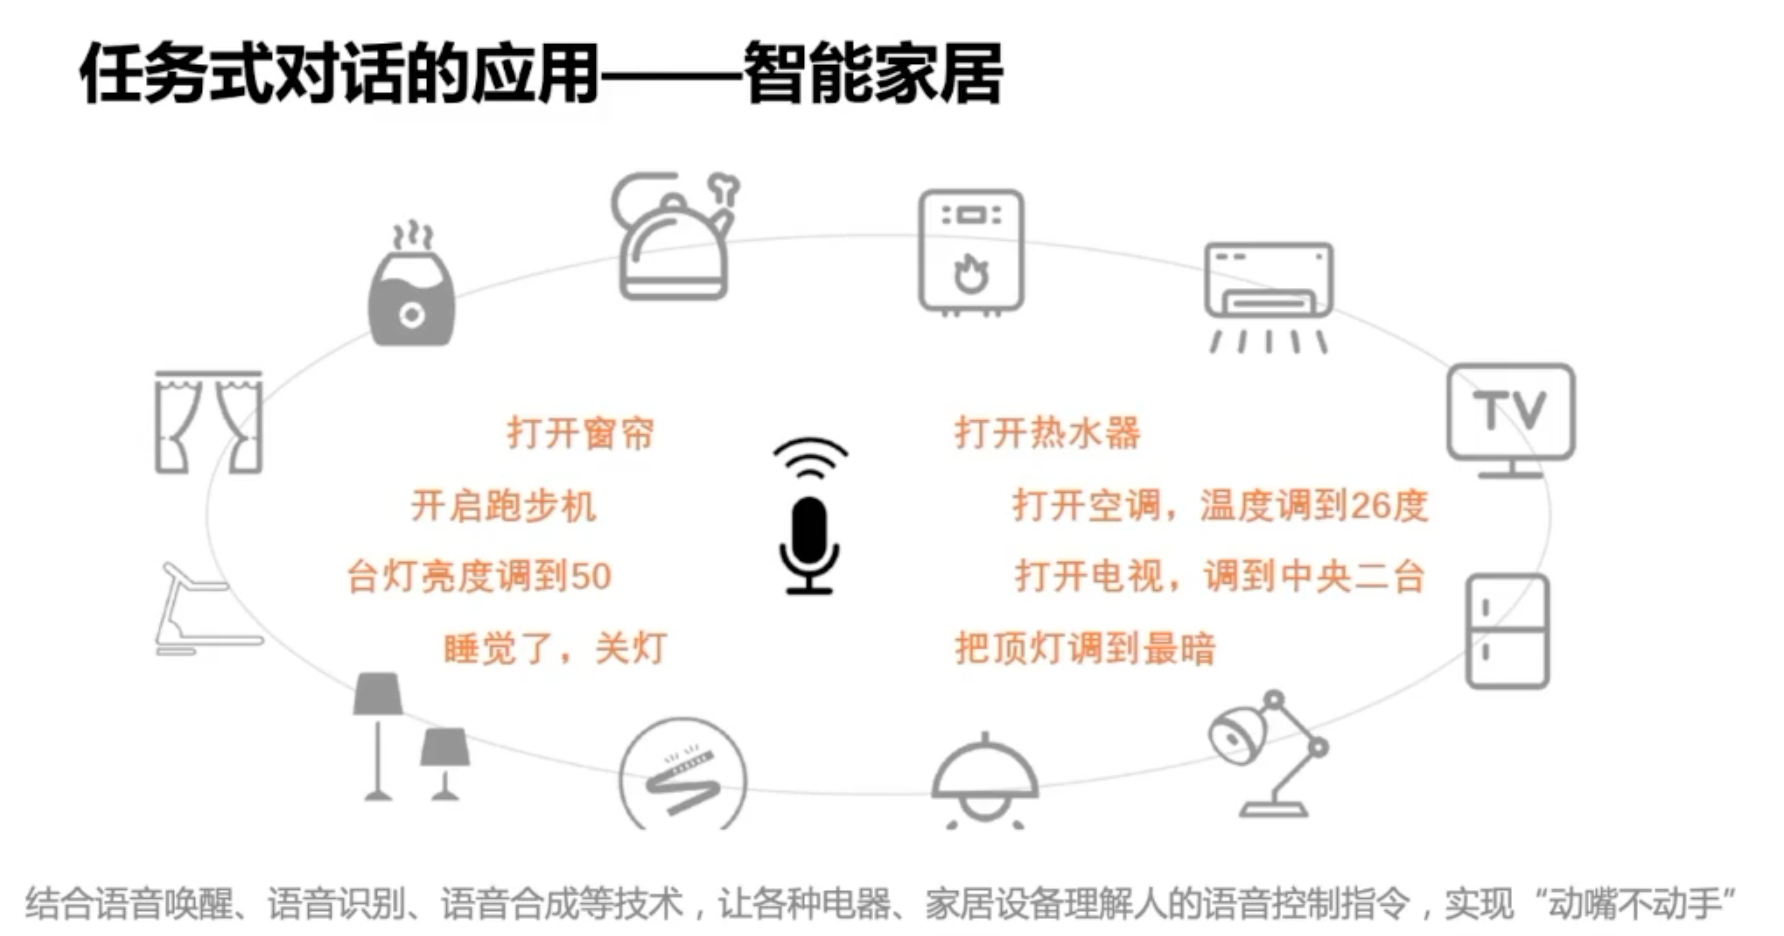 任务式对话的应用——智能家居
TV
打开窗帘
打开热水器
开启跑步机
打开空调，温度调到26度
台灯亮度调到50
打开电视，调到中央二台
睡觉了，关灯
把顶灯调到最暗
结合语音唤醒、语音识别、语音合成等技术，让各种电器、家居设备理解人的语音控制指令，实现“动嘴不动手”